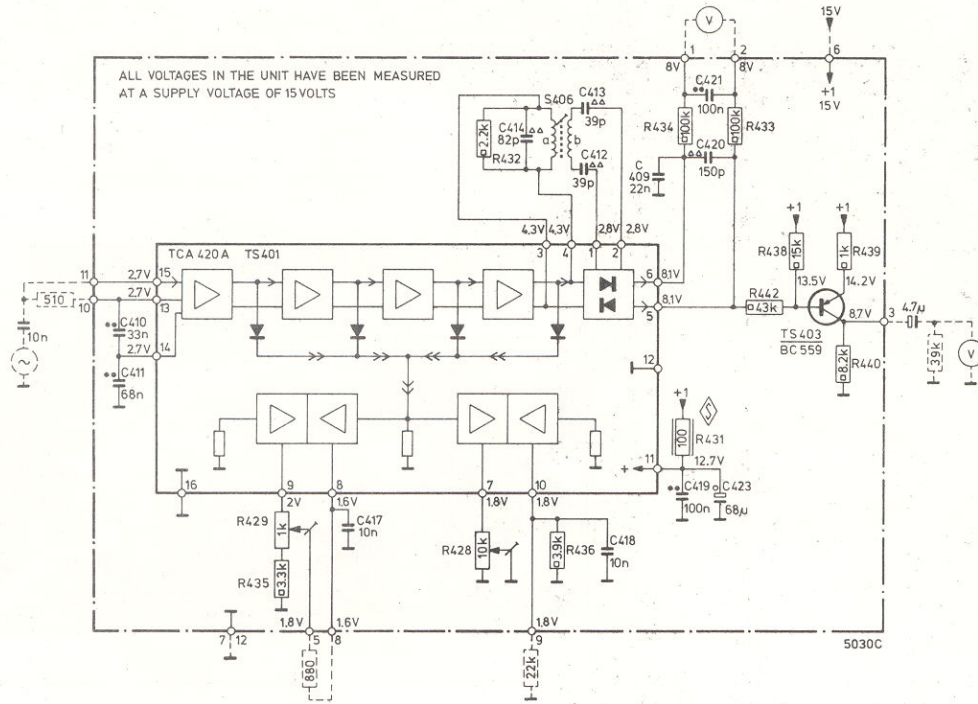 1
V
2
15V
6
8V
8V
+1
15V
ALL VOLTAGES IN THE UNIT HAVE BEEN MEASURED
AT A SUPPLY VOLTAGE OF 15 VOLTS
C421
100n
S406
C413
39p
C414
82p
2.2k
R432
a
b
C412
39p
R434
100k
100k
R433
C420
150p
C
409
22n
4,3V
4,3V
2,8V
2,8V
3
4
1
2
TCA 420A TS401
+1
+1
R438
15k
1k
R439
13.5V
14.2V
11
2,7V
15
6
8,1V
510
10
2,7V
13
5
8,1V
R442
43k
8,7V
3
4.7µ
TS403
BC 559
8.2k
R440
39k
V
10n
C410
33n
2,7V
14
C411
68n
12
+1
S
100
R431
11
+
12.7V
C419
100n
C423
68µ
16
9
2V
8
1.6V
7
1.8V
10
1.8V
R429
1k
C417
10n
R428
10k
3.9k
R436
C418
10n
R435
3.3k
7
12
1,8V
5
1.6V
8
1.8V
9
5030C
880
22k